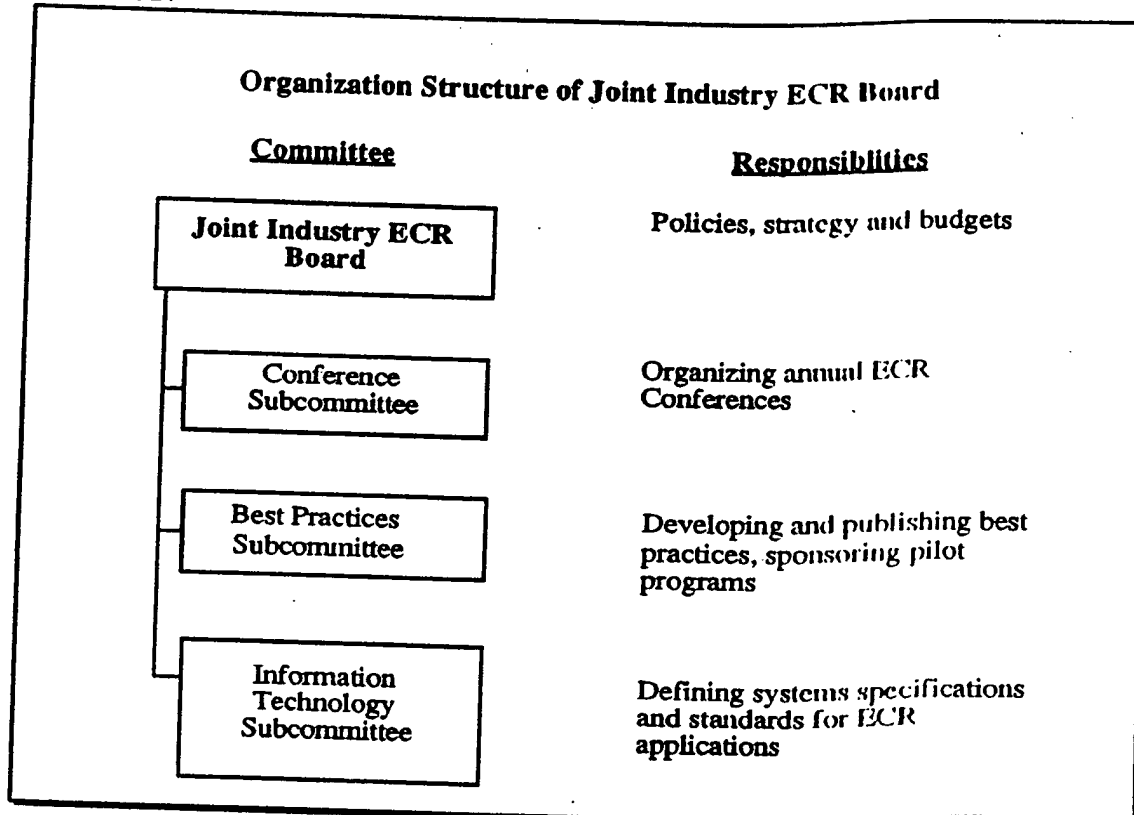 Organization Structure of Joint Industry ECR Board
Committee
Responsiblitics
Joint Industry ECR
Board
Policies, strategy and budgets
Conference
Subcommittee
Organizing annual ECR
Conferences
Best Practices
Subcommittee
Developing and publishing best
practices, sponsoring pilot
programs
Information
Technology
Subcommittee
Defining systems specifications
and standards for ECR
applications